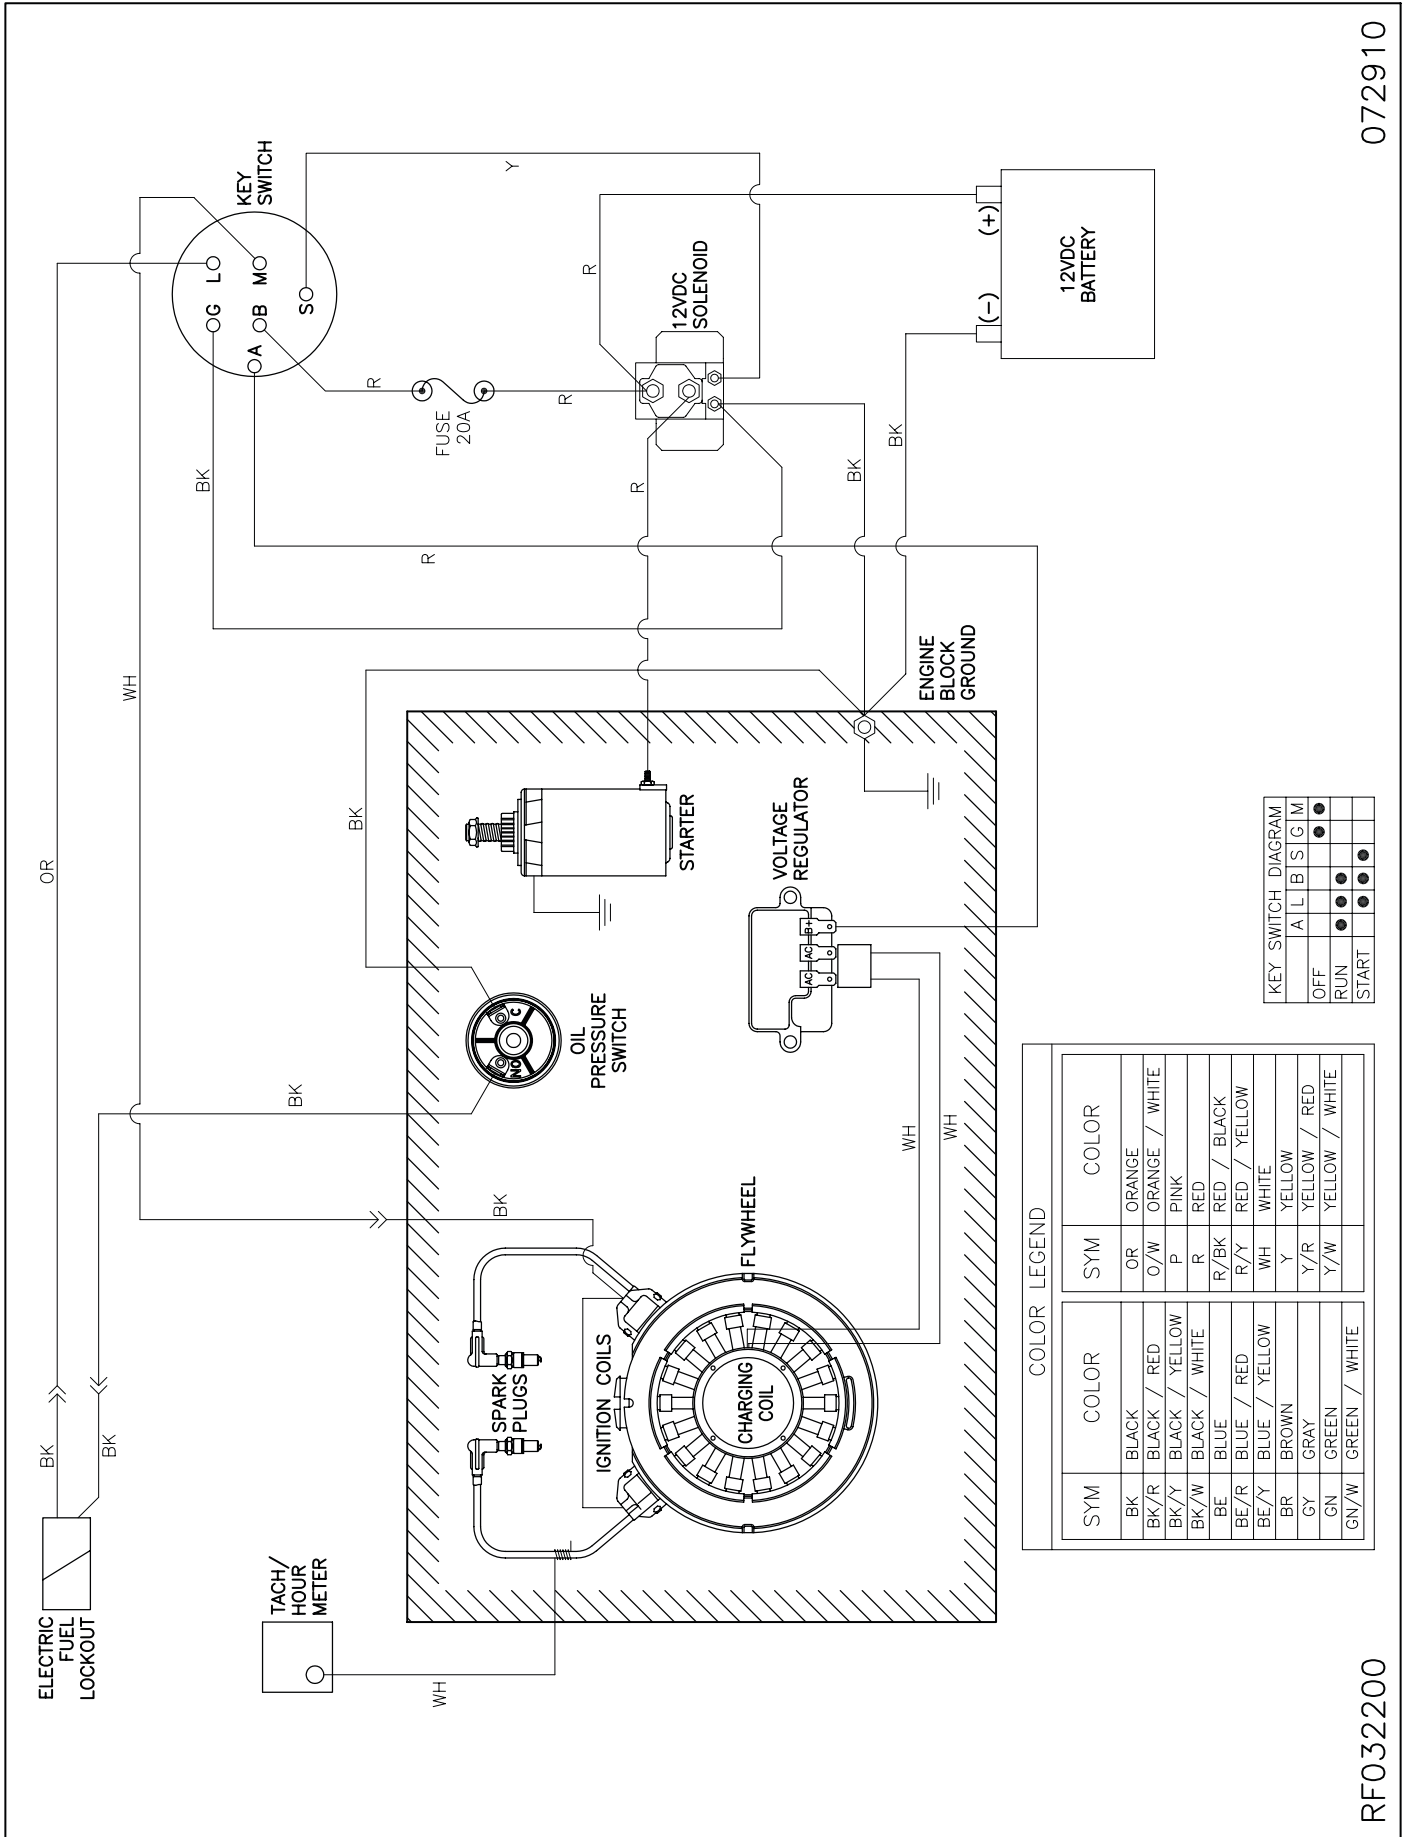 ELECTRIC
FUEL
LOCKOUT
BK
BK
OR
WH
BK
BK
TACH/
HOUR
METER
WH
KEY
SWITCH
G
L
B
M
A
S
BK
R
R
Y
FUSE
20A
R
R
R
12VDC
SOLENOID
BK
BK
(-)
(+)
12VDC
BATTERY
ENGINE
BLOCK
GROUND
BK
SPARK
PLUGS
IGNITION COILS
CHARGING
COIL
FLYWHEEL
NO
C
OIL
PRESSURE
SWITCH
STARTER
VOLTAGE
REGULATOR
AC
AC
B+
WH
WH
COLOR LEGEND
SYM COLOR SYM COLOR
BK BLACK OR ORANGE
BK/R BLACK / RED O/W ORANGE / WHITE
BK/Y BLACK / YELLOW P PINK
BK/W BLACK / WHITE R RED
BE BLUE R/BK RED / BLACK
BE/R BLUE / RED R/Y RED / YELLOW
BE/Y BLUE / YELLOW WH WHITE
BR BROWN Y YELLOW
GY GRAY Y/R YELLOW / RED
GN GREEN Y/W YELLOW / WHITE
GN/W GREEN / WHITE
KEY SWITCH DIAGRAM
A L B S G M
OFF
RUN
START
RF032200
072910